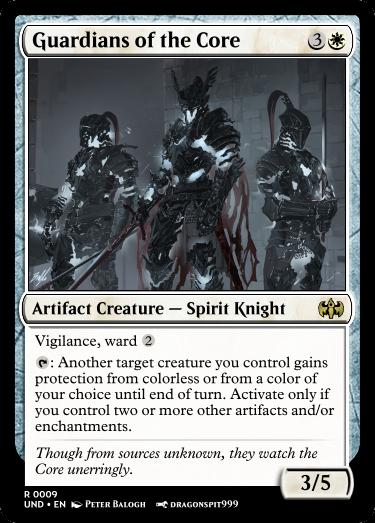 Guardians of the Core 3
Artifact Creature — Spirit Knight
Vigilance, ward 2
: Another target creature you control gains
protection from colorless or from a color of
your choice until end of turn. Activate only if
you control two or more other artifacts and/or
enchantments.
Though from sources unknown, they watch the
Core unerringly.
3/5
R 0009
UND • EN Peter Balogh dragonspit999